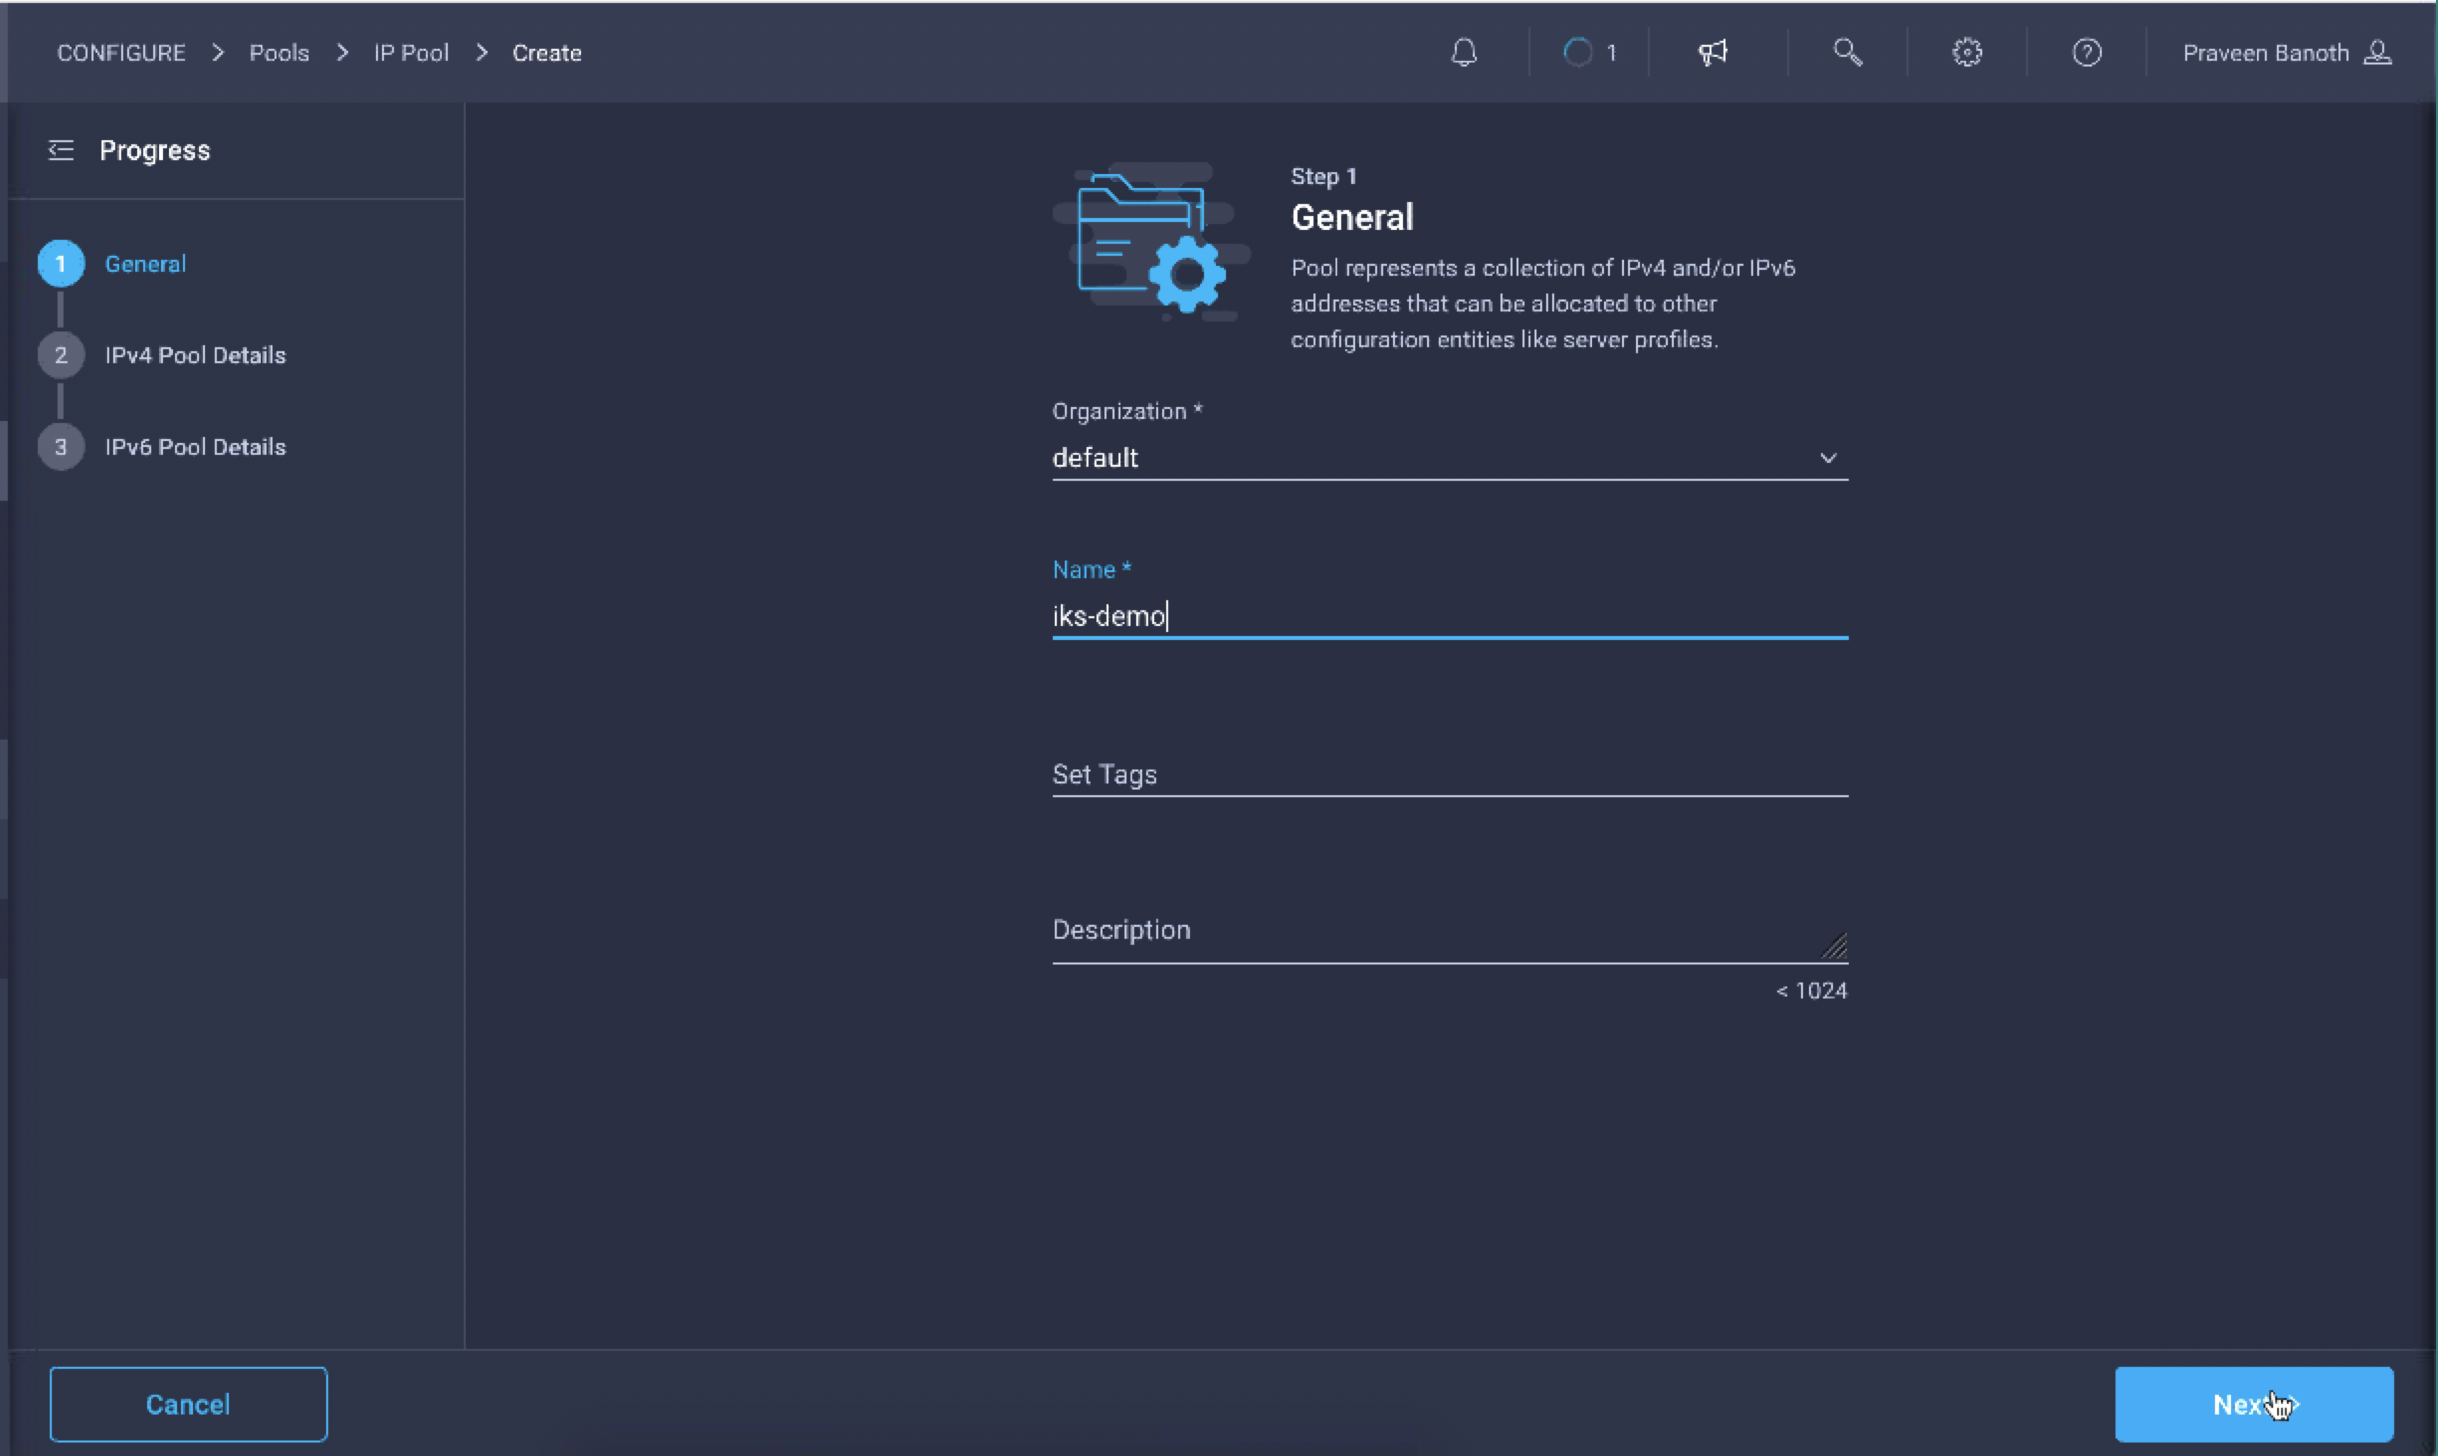 CONFIGURE > Pools > IP Pool > Create
1
Praveen Banoth
Progress
1 General
2 IPv4 Pool Details
3 IPv6 Pool Details
Step 1
General
Pool represents a collection of IPv4 and/or IPv6
addresses that can be allocated to other
configuration entities like server profiles.
Organization *
default
Name *
iks-demo
Set Tags
Description
< 1024
Cancel
Next